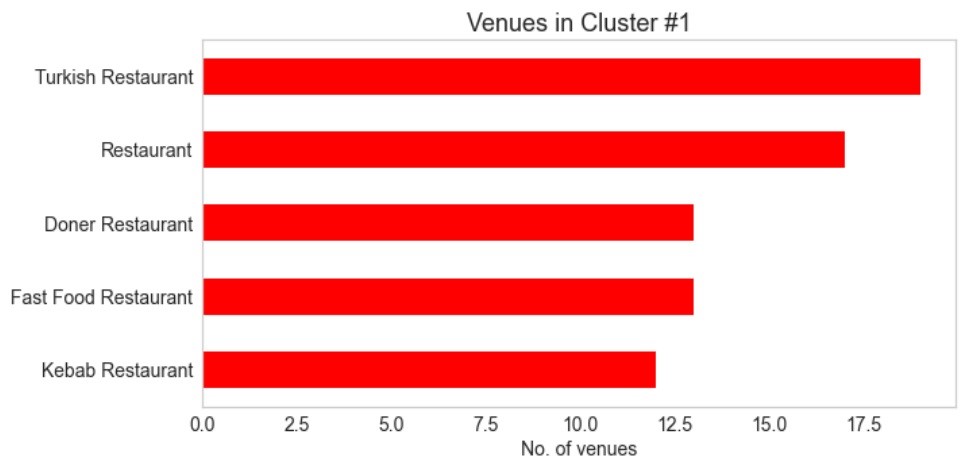 Venues in Cluster #1
Turkish Restaurant
Restaurant
Doner Restaurant
Fast Food Restaurant
Kebab Restaurant
0.0 2.5 5.0 7.5 10.0 12.5 15.0 17.5
No. of venues